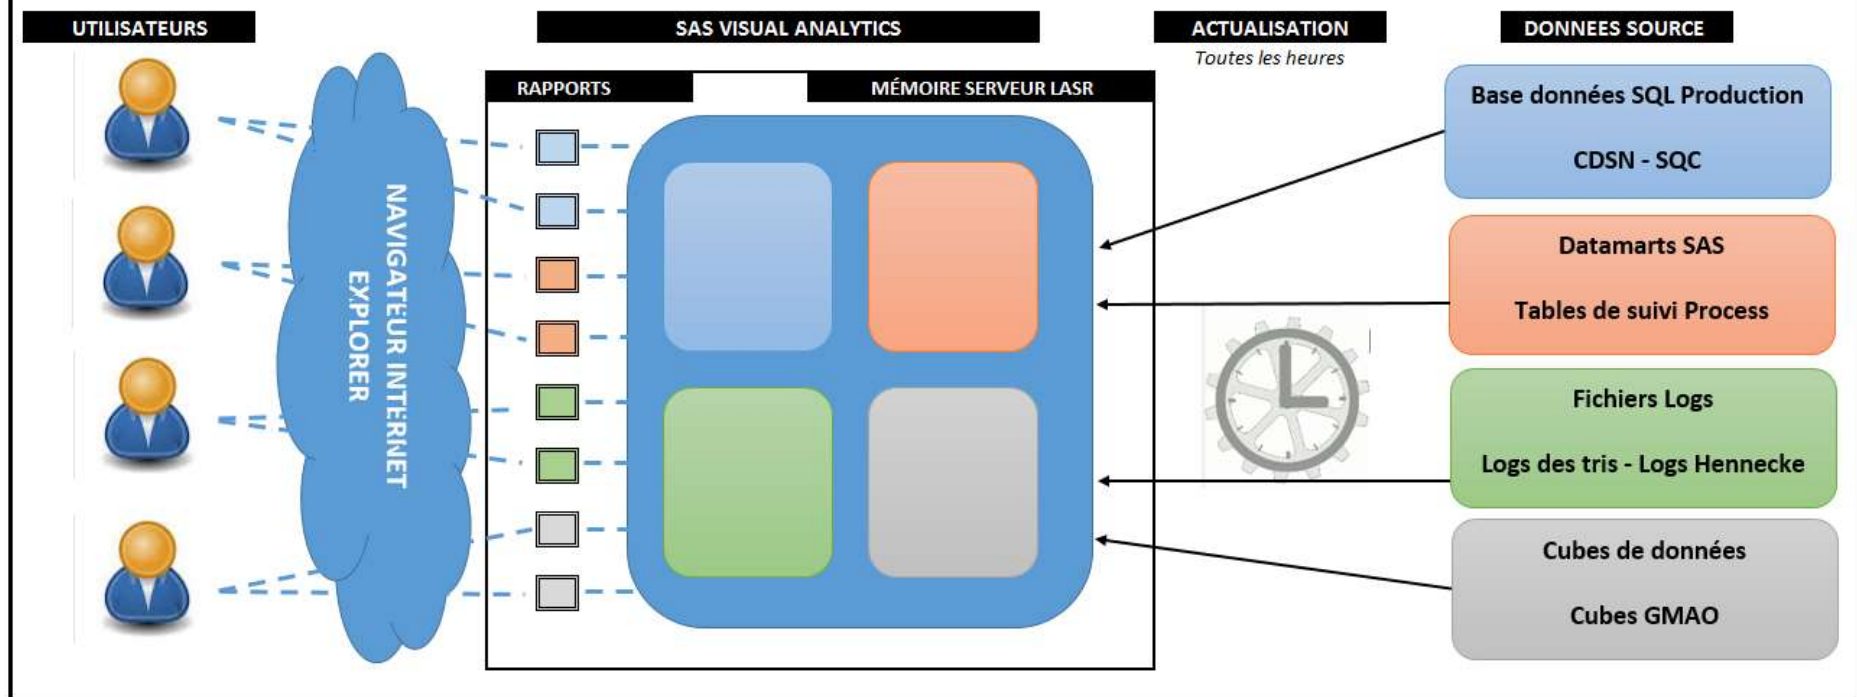 UTILISATEURS
SAS VISUAL ANALYTICS
ACTUALISATION
DONNEES SOURCE
Toutes les heures
RAPPORTS
MÉMOIRE SERVEUR LASR
NAVIGATEUR INTERNET
EXPLORER
Base données SQL Production
CDSN - SQC
Datamarts SAS
Tables de suivi Process
Fichiers Logs
Logs des tris - Logs Hennecke
Cubes de données
Cubes GMAO